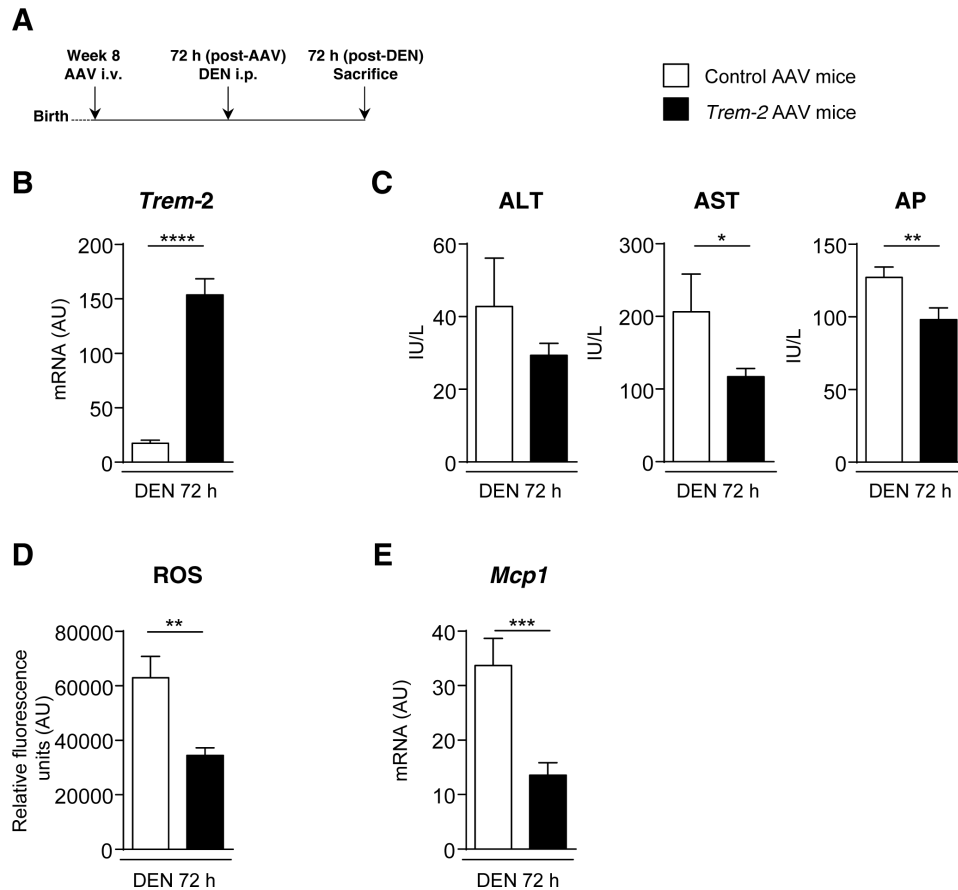 A
Week 8
AAV i.v.
72 h (post-AAV)
DEN i.p.
72 h (post-DEN)
Sacrifice
Birth
Control AAV mice
Trem-2 AAV mice
B
Trem-2
mRNA (AU)
200
150
100
50
0
****
DEN 72 h
C
ALT
IU/L
60
40
20
0
DEN 72 h
AST
IU/L
300
200
100
0
*
DEN 72 h
AP
IU/L
150
100
50
0
**
DEN 72 h
D
ROS
Relative fluorescence
units (AU)
80000
60000
40000
20000
0
**
DEN 72 h
E
Mcp1
mRNA (AU)
40
30
20
10
0
***
DEN 72 h